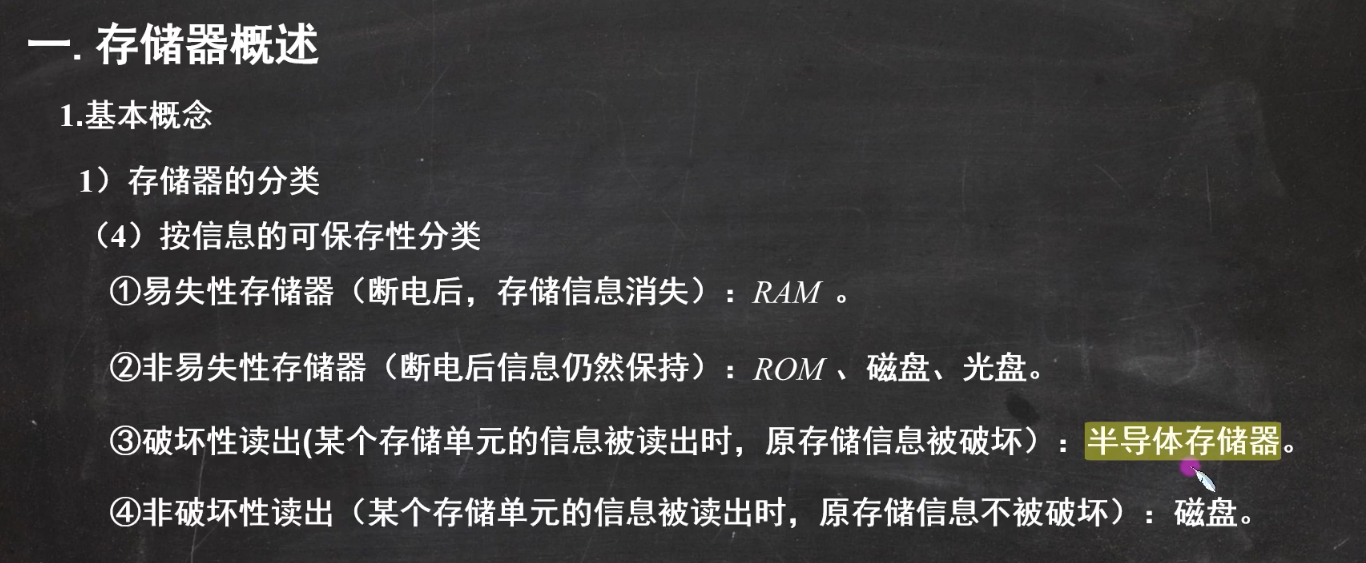 一. 存储器概述
1.基本概念
1）存储器的分类
（4）按信息的可保存性分类
①易失性存储器（断电后，存储信息消失）：RAM 。
②非易失性存储器（断电后信息仍然保持）：ROM 、磁盘、光盘。
③破坏性读出(某个存储单元的信息被读出时，原存储信息被破坏）：半导体存储器。
④非破坏性读出（某个存储单元的信息被读出时，原存储信息不被破坏）：磁盘。